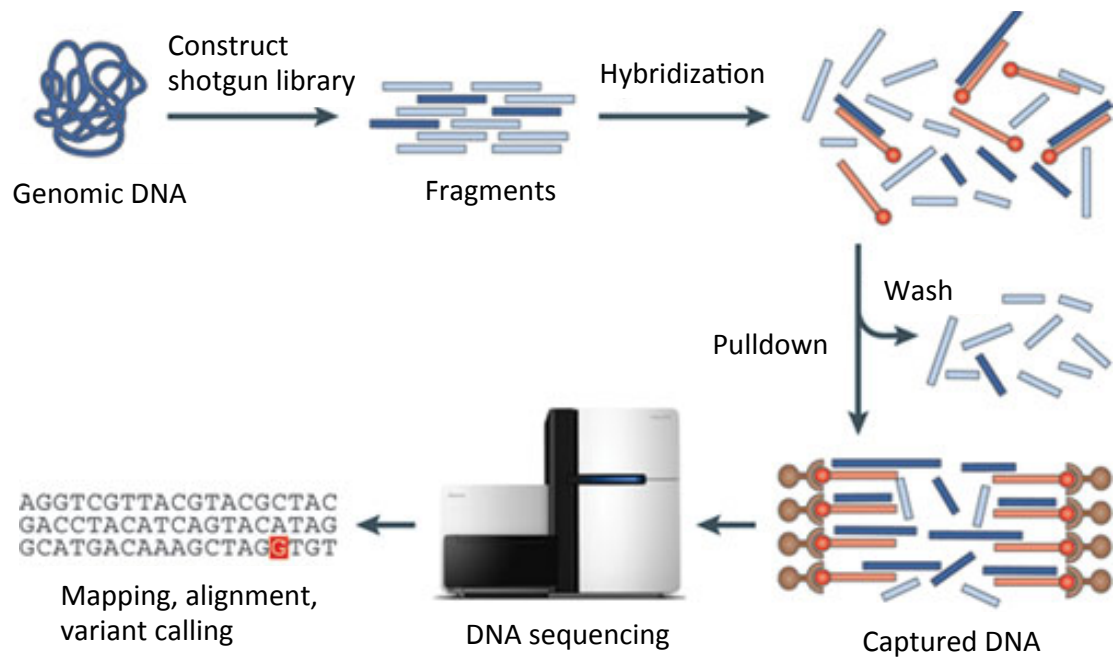 Construct
shotgun library
Hybridization
Genomic DNA
Fragments
Wash
Pulldown
AGGTCGTTACGTACGCTAC
GACCTACATCAGTACATAG
GCATGACAAAGCTAGGTGT
Mapping, alignment,
variant calling
DNA sequencing
Captured DNA